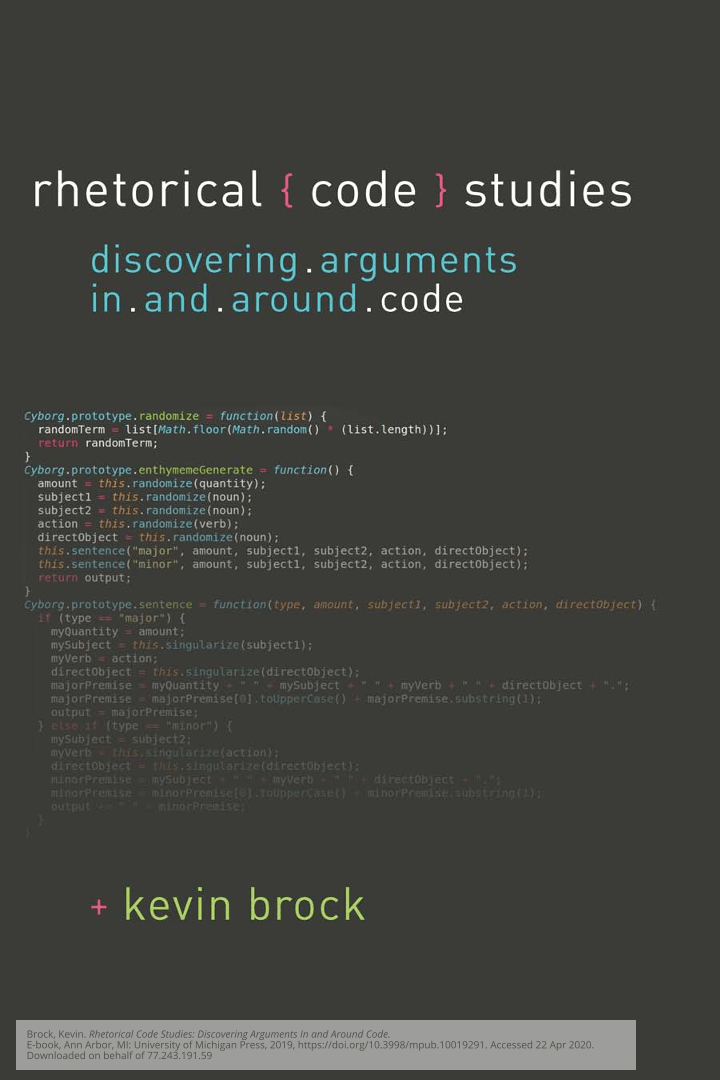 rhetorical { code } studies
discovering.arguments
in.and.around.code
Cyborg.prototype.randomize = function(list) {
randomTerm = list[Math.floor(Math.random() * (list.length))];
return randomTerm;
}
Cyborg.prototype.enthymemeGenerate = function() {
amount = this.randomize(quantity);
subject1 = this.randomize(noun);
subject2 = this.randomize(noun);
action = this.randomize(verb);
directObject = this.randomize(noun);
this.sentence("major", amount, subject1, subject2, action, directObject);
this.sentence("minor", amount, subject1, subject2, action, directObject);
return output;
}
Cyborg.prototype.sentence = function(type, amount, subject1, subject2, action, directObject) {
if (type == "major") {
myQuantity = amount;
mySubject = this.singularize(subject1);
myVerb = action;
directObject = this.singularize(directObject);
majorPremise = myQuantity + " " + mySubject + " " + myVerb + " " + directObject + ".";
majorPremise = majorPremise[0].toUpperCase() + majorPremise.substring(1);
output = majorPremise;
} else if (type == "minor") {
mySubject = subject2;
myVerb = this.singularize(action);
directObject = this.singularize(directObject);
minorPremise = mySubject + " " + myVerb + " " + directObject + ".";
minorPremise = minorPremise[0].toUpperCase() + minorPremise.substring(1);
output += " " + minorPremise;
}
}
+ kevin brock
Brock, Kevin. Rhetorical Code Studies: Discovering Arguments In and Around Code.
E-book, Ann Arbor, MI: University of Michigan Press, 2019, https://doi.org/10.3998/mpub.10019291. Accessed 22 Apr 2020.
Downloaded on behalf of 77.243.191.59